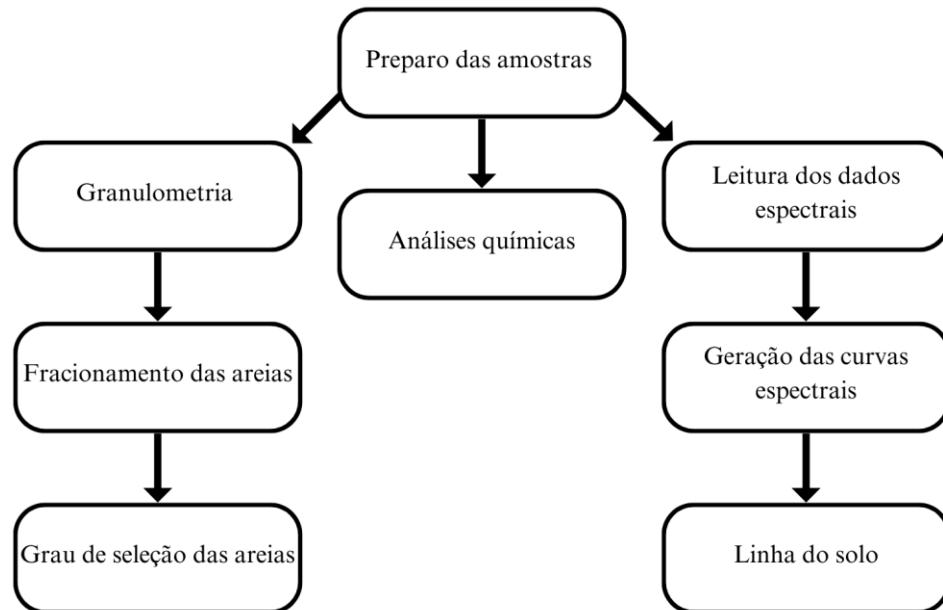 Preparo das amostras
Granulometria
Análises químicas
Leitura dos dados
espectrais
Fracionamento das areias
Geração das curvas
espectrais
Grau de seleção das areias
Linha do solo